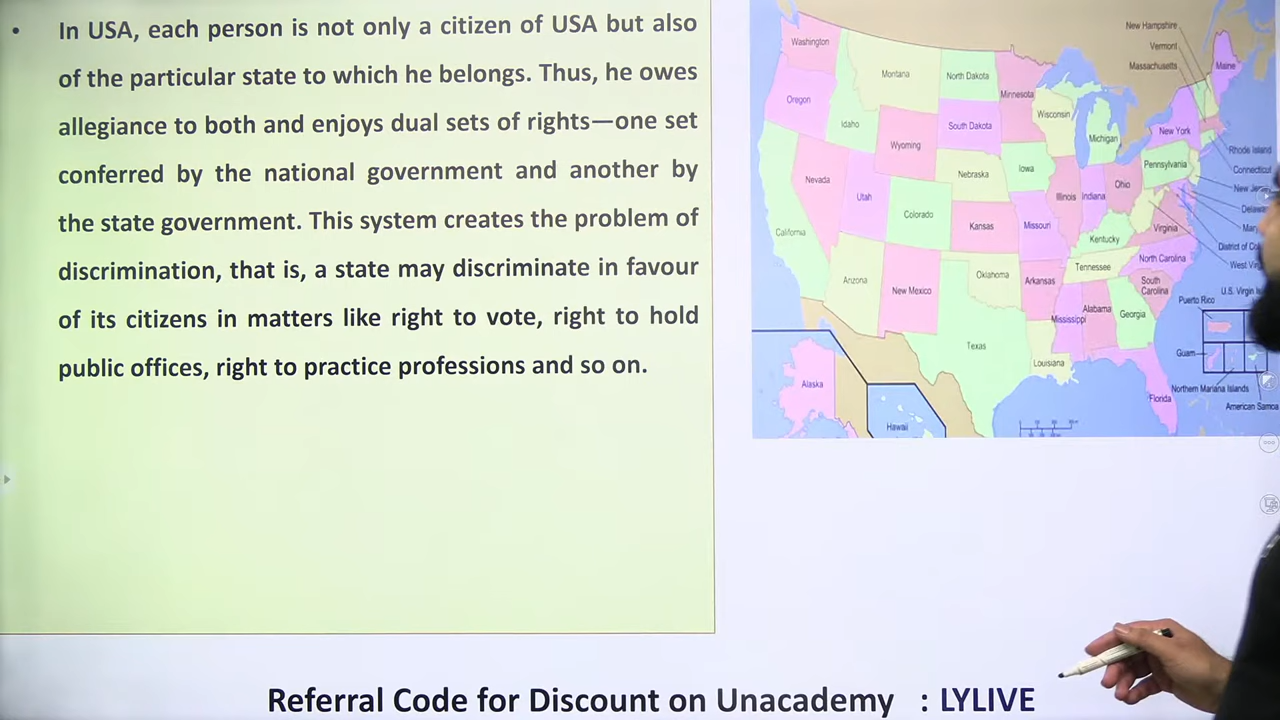 • In USA, each person is not only a citizen of USA but also
of the particular state to which he belongs. Thus, he owes
allegiance to both and enjoys dual sets of rights—one set
conferred by the national government and another by
the state government. This system creates the problem of
discrimination, that is, a state may discriminate in favour
of its citizens in matters like right to vote, right to hold
public offices, right to practice professions and so on.
New Hampshire
Vermont
Massachusetts
Washington
Montana
North Dakota
Minnesota
Maine
Oregon
Idaho
Wyoming
South Dakota
Wisconsin
Michigan
New York
Rhode Island
Connecticut
Nevada
Utah
Colorado
Nebraska
Iowa
Illinois
Indiana
Ohio
Pennsylvania
New Jer
Delaw
California
Kansas
Missouri
Kentucky
Virginia
Mary
District of Col
West Virg
Arizona
New Mexico
Oklahoma
Arkansas
Tennessee
North Carolina
South
Carolina
U.S. Virgin Is
Puerto Rico
Mississippi
Alabama
Georgia
Texas
Louisiana
Guam
Alaska
Hawaii
Florida
Northern Mariana Islands
American Samoa
Referral Code for Discount on Unacademy : LYLIVE